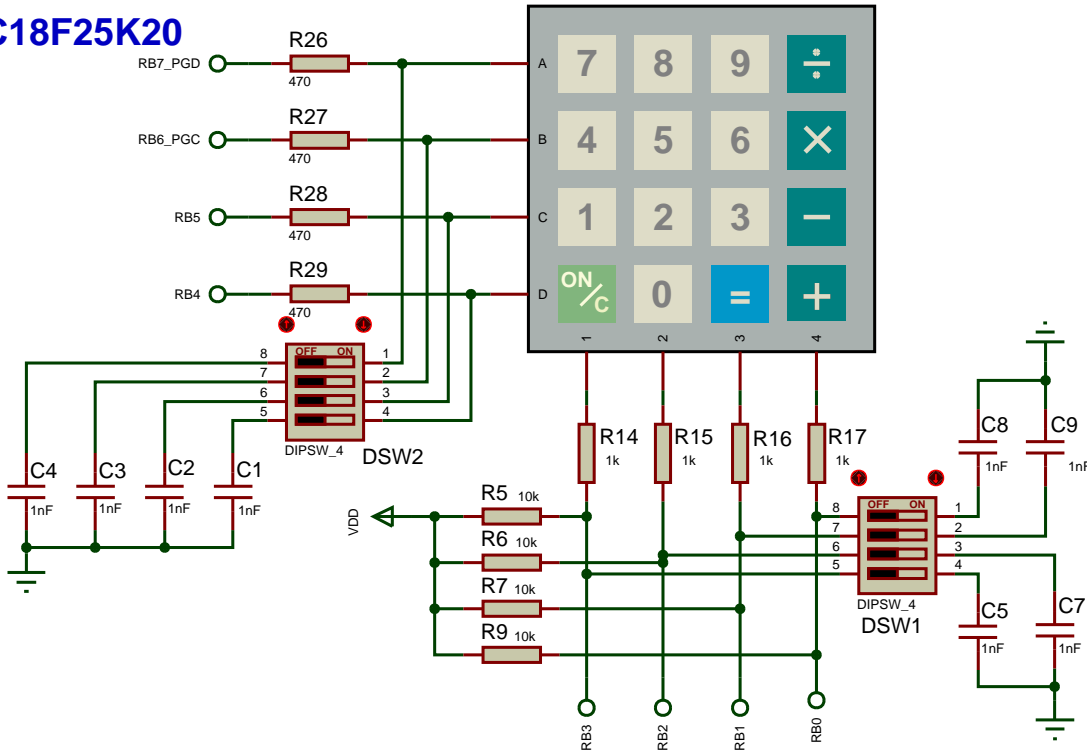 C18F25K20
RB7_PGD
R26
470
A
7
8
9
÷
RB6_PGC
R27
470
B
4
5
6
×
RB5
R28
470
C
1
2
3
−
RB4
R29
470
D
ON/C
0
=
+
1
2
3
4
OFF ON
8
7
6
5
1
2
3
4
DIPSW_4
DSW2
C4
1nF
C3
1nF
C2
1nF
C1
1nF
R14
1k
R15
1k
R16
1k
R17
1k
VDD
R5 10k
R6 10k
R7 10k
R9 10k
OFF ON
8
7
6
5
1
2
3
4
DIPSW_4
DSW1
C8
1nF
C9
1nF
C5
1nF
C7
1nF
RB3
RB2
RB1
RB0